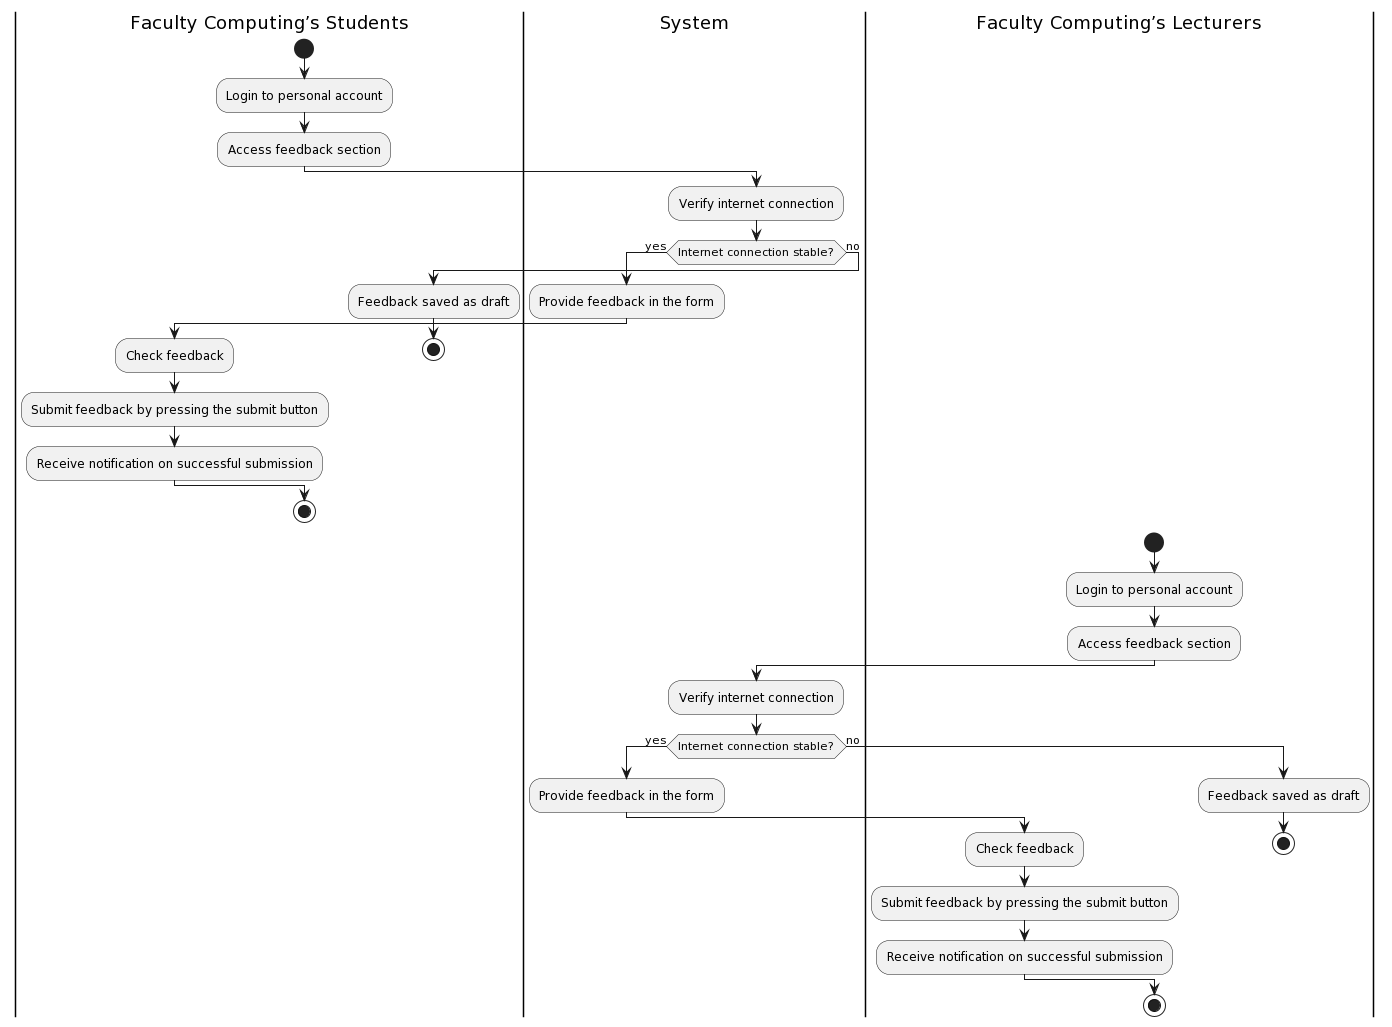 Faculty Computing’s Students
System
Faculty Computing’s Lecturers
Login to personal account
Access feedback section
Verify internet connection
yes
Internet connection stable?
no
Feedback saved as draft
Provide feedback in the form
Check feedback
Submit feedback by pressing the submit button
Receive notification on successful submission
Login to personal account
Access feedback section
Verify internet connection
yes
Internet connection stable?
no
Provide feedback in the form
Feedback saved as draft
Check feedback
Submit feedback by pressing the submit button
Receive notification on successful submission